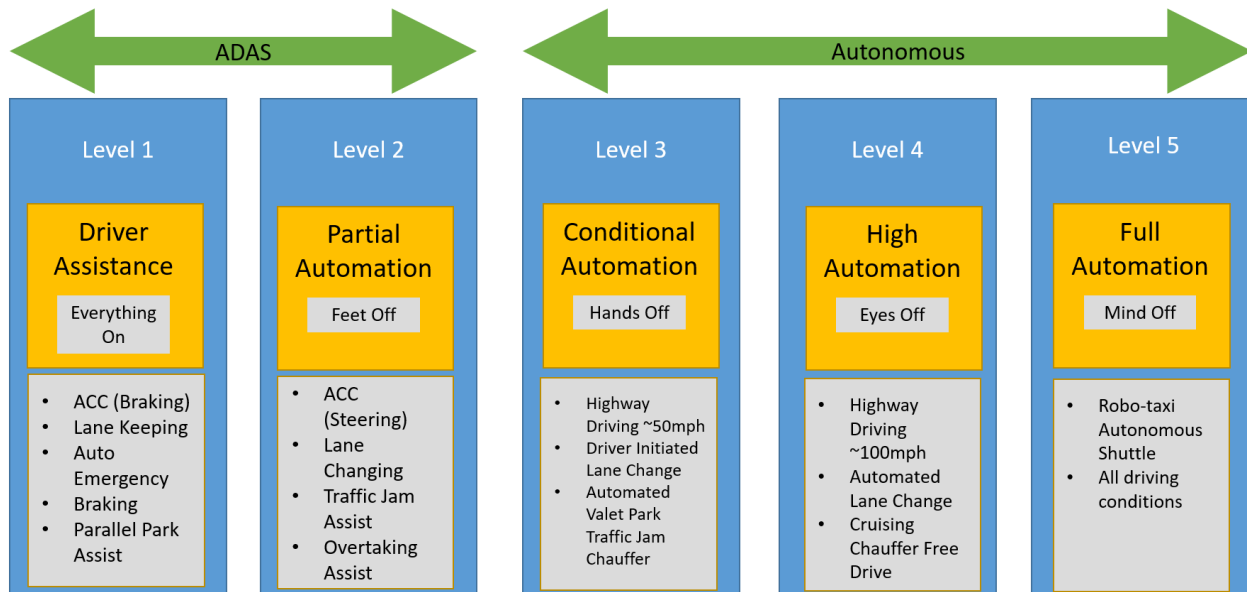 ADAS
Autonomous
Level 1
Driver
Assistance
Everything
On
• ACC (Braking)
• Lane Keeping
• Auto
Emergency
• Braking
• Parallel Park
Assist
Level 2
Partial
Automation
Feet Off
• ACC
(Steering)
• Lane
Changing
• Traffic Jam
Assist
• Overtaking
Assist
Level 3
Conditional
Automation
Hands Off
• Highway
Driving ~50mph
• Driver Initiated
Lane Change
• Automated
Valet Park
Traffic Jam
Chauffer
Level 4
High
Automation
Eyes Off
• Highway
Driving
~100mph
• Automated
Lane Change
• Cruising
Chauffer Free
Drive
Level 5
Full
Automation
Mind Off
• Robo-taxi
Autonomous
Shuttle
• All driving
conditions